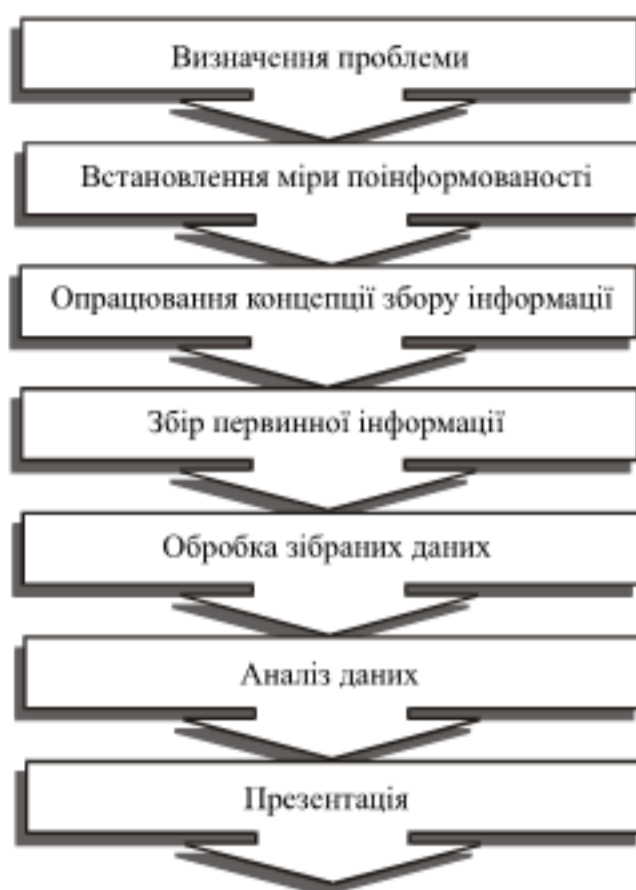 Визначення проблеми
Встановлення міри поінформованості
Опрацювання концепції збору інформації
Збір первинної інформації
Обробка зібраних даних
Аналіз даних
Презентація